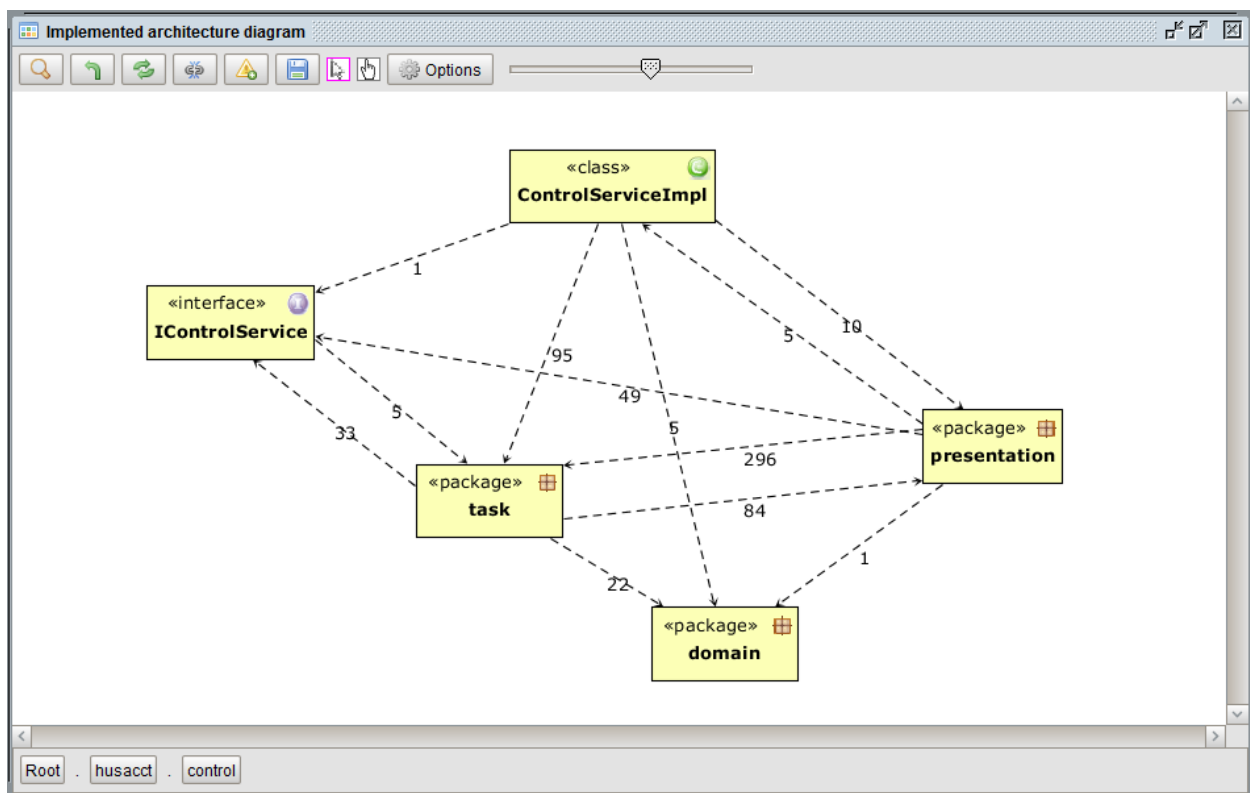 Implemented architecture diagram
Options
«class»
ControlServiceImpl
1
«interface»
IControlService
5
10
95
49
5
33
5
«package»
presentation
296
«package»
task
84
22
1
«package»
domain
Root . husacct . control